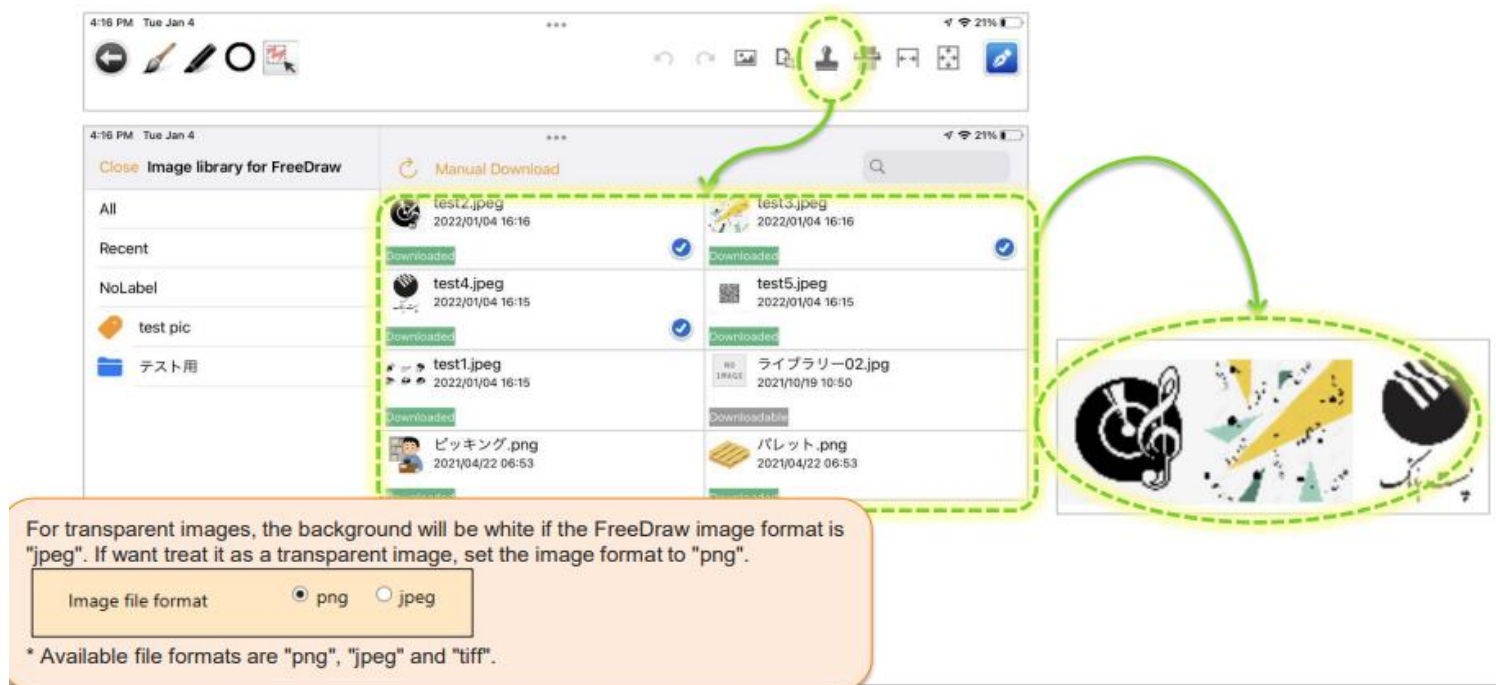 4:16 PM Tue Jan 4
21%
4:16 PM Tue Jan 4
21%
Close Image library for FreeDraw
Manual Download
All
Recent
NoLabel
test pic
テスト用
test2.jpeg
2022/01/04 16:16
Downloaded
test3.jpeg
2022/01/04 16:16
Downloaded
test4.jpeg
2022/01/04 16:15
Downloaded
test5.jpeg
2022/01/04 16:15
Downloaded
test1.jpeg
2022/01/04 16:15
Downloaded
NO
IMAGE
ライブラリー02.jpg
2021/10/19 10:50
Downloadable
ピッキング.png
2021/04/22 06:53
パレット.png
2021/04/22 06:53
For transparent images, the background will be white if the FreeDraw image format is
"jpeg". If want treat it as a transparent image, set the image format to "png".
Image file format png jpeg
* Available file formats are "png", "jpeg" and "tiff".